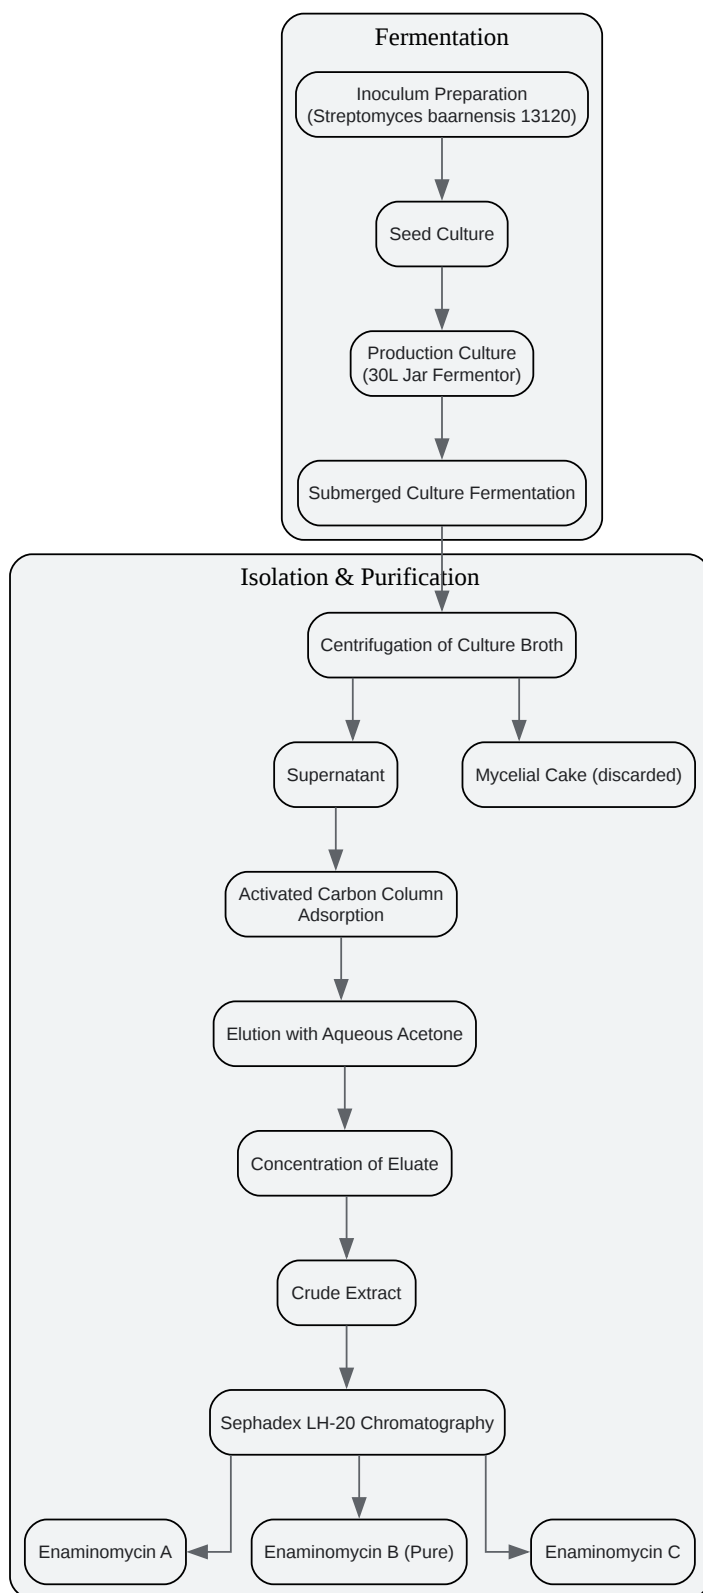 Fermentation
Inoculum Preparation
(Streptomyces baarnensis 13120)
Seed Culture
Production Culture
(30L Jar Fermentor)
Submerged Culture Fermentation
Isolation & Purification
Centrifugation of Culture Broth
Supernatant
Mycelial Cake (discarded)
Activated Carbon Column
Adsorption
Elution with Aqueous Acetone
Concentration of Eluate
Crude Extract
Sephadex LH-20 Chromatography
Enaminomycin A
Enaminomycin B (Pure)
Enaminomycin C